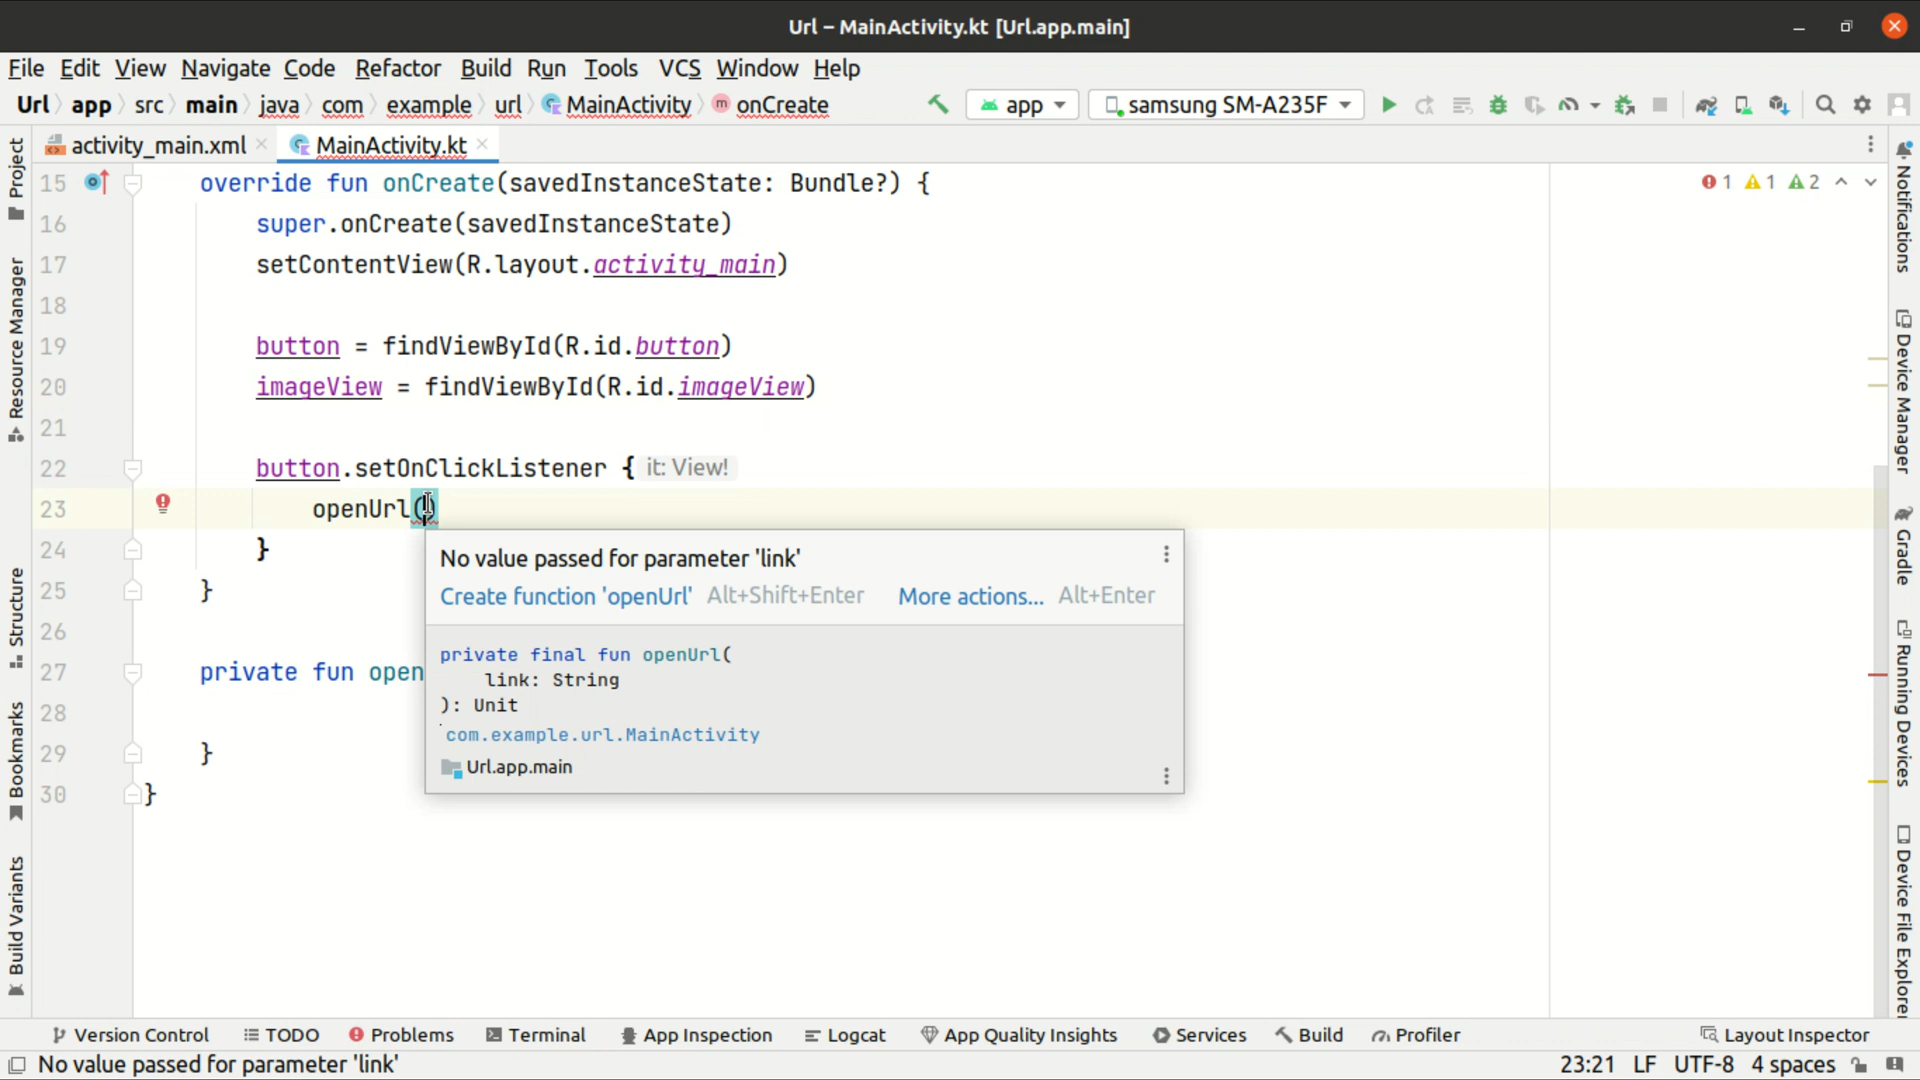 Url – MainActivity.kt [Url.app.main]
File Edit View Navigate Code Refactor Build Run Tools VCS Window Help
Url app src main java com example url MainActivity m onCreate app samsung SM-A235F
activity_main.xml MainActivity.kt
15 override fun onCreate(savedInstanceState: Bundle?) { 1 1 2
16 super.onCreate(savedInstanceState)
17 setContentView(R.layout.activity_main)
18
19 button = findViewById(R.id.button)
20 imageView = findViewById(R.id.imageView)
21
22 button.setOnClickListener { it: View!
23 openUrl()
24 }
25 }
26
27 private fun open
28
29 }
30 }
No value passed for parameter 'link'
Create function 'openUrl' Alt+Shift+Enter More actions... Alt+Enter
private final fun openUrl(
link: String
): Unit
com.example.url.MainActivity
Url.app.main
Project
Resource Manager
Structure
Bookmarks
Build Variants
Notifications
Device Manager
Gradle
Running Devices
Device File Explorer
Version Control TODO Problems Terminal App Inspection Logcat App Quality Insights Services Build Profiler Layout Inspector
No value passed for parameter 'link' 23:21 LF UTF-8 4 spaces